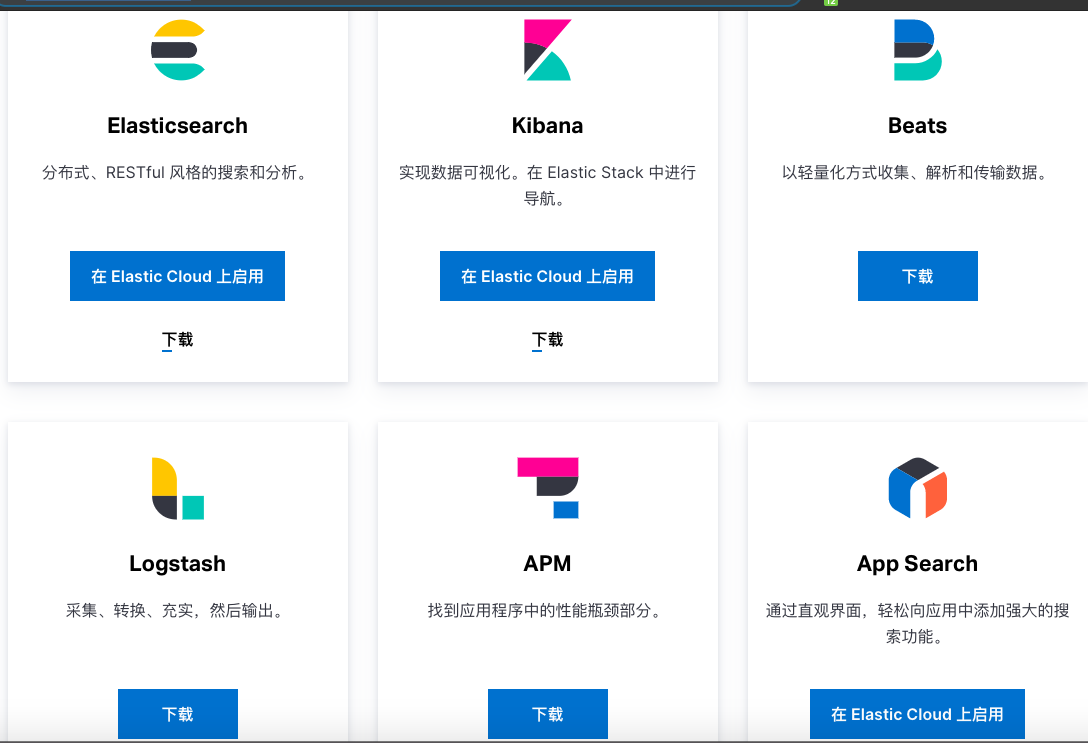 12
Elasticsearch
分布式、RESTful 风格的搜索和分析。
在 Elastic Cloud 上启用
下载
Kibana
实现数据可视化。在 Elastic Stack 中进行
导航。
在 Elastic Cloud 上启用
下载
Beats
以轻量化方式收集、解析和传输数据。
下载
Logstash
采集、转换、充实，然后输出。
下载
APM
找到应用程序中的性能瓶颈部分。
下载
App Search
通过直观界面，轻松向应用中添加强大的搜
索功能。
在 Elastic Cloud 上启用